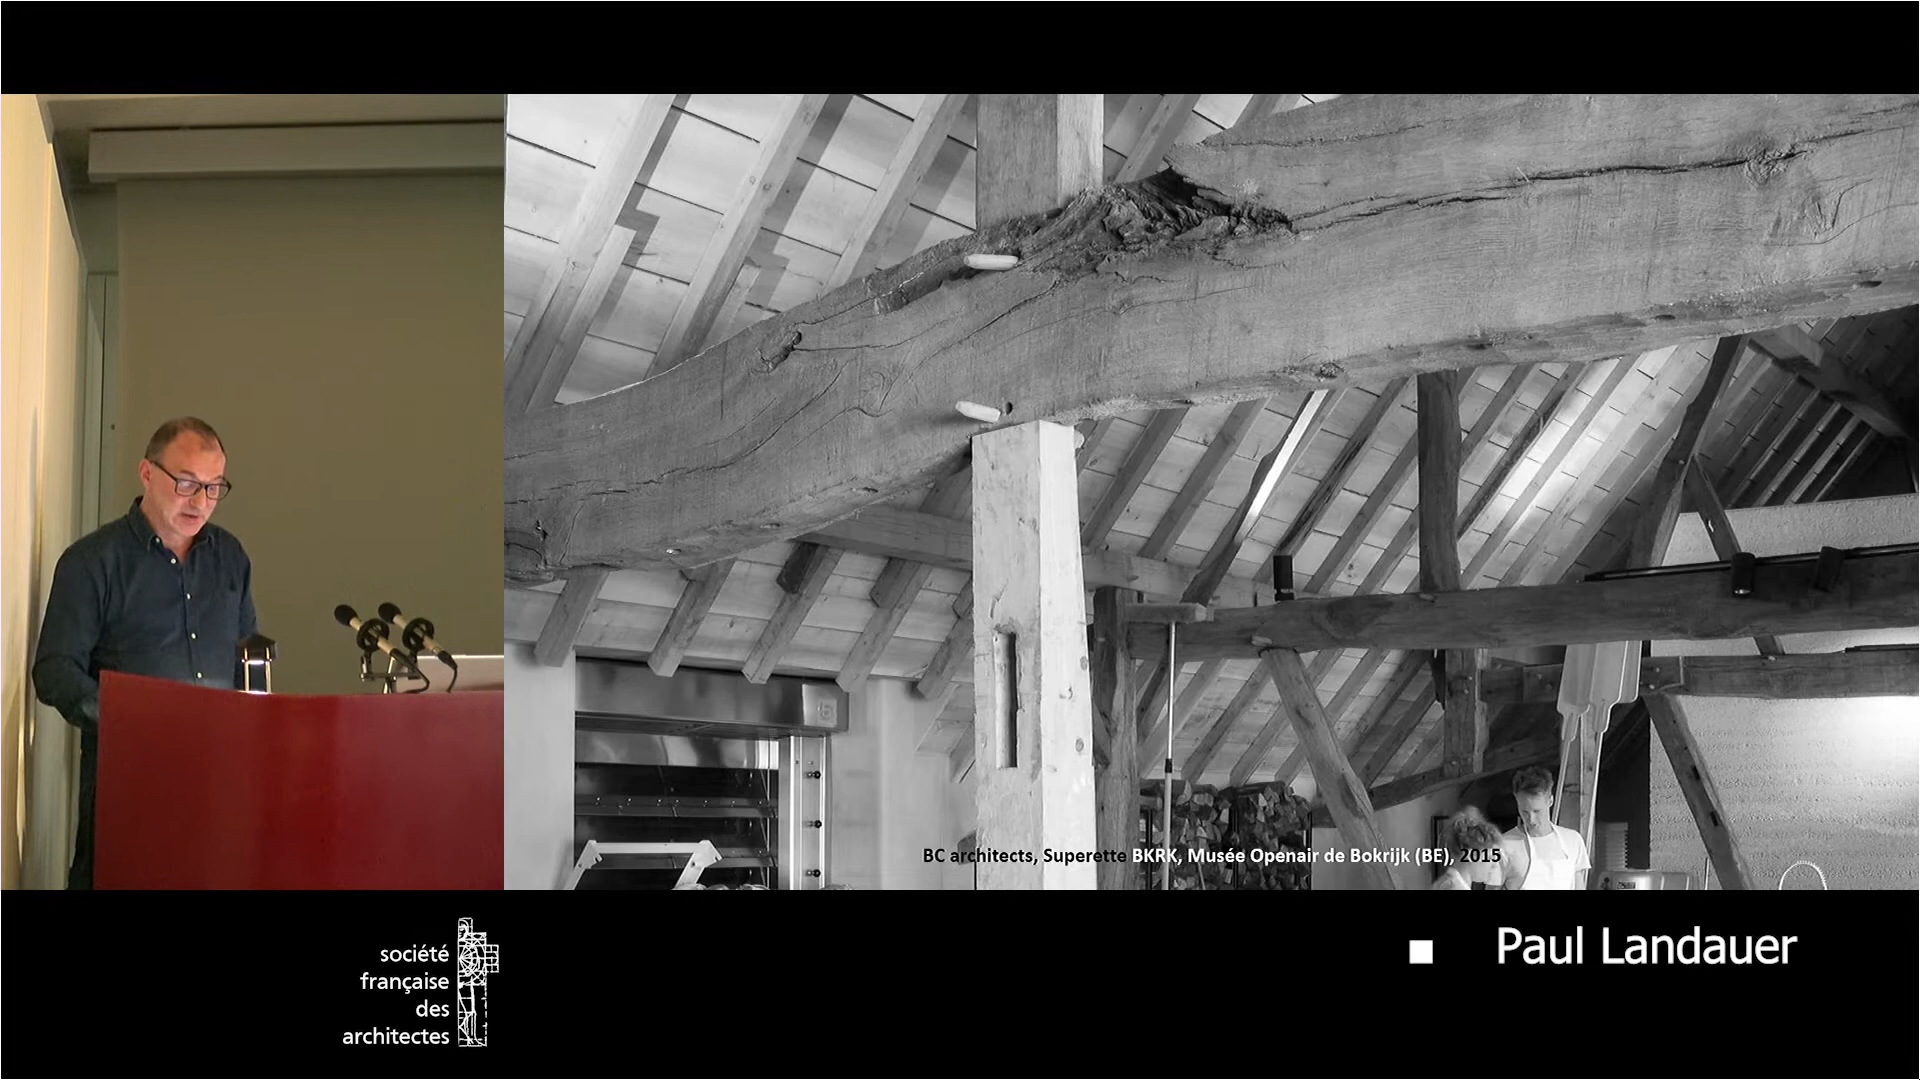 BC architects, Superette BKRK, Musée Openair de Bokrijk (BE), 2015
société
française
des
architectes
Paul Landauer